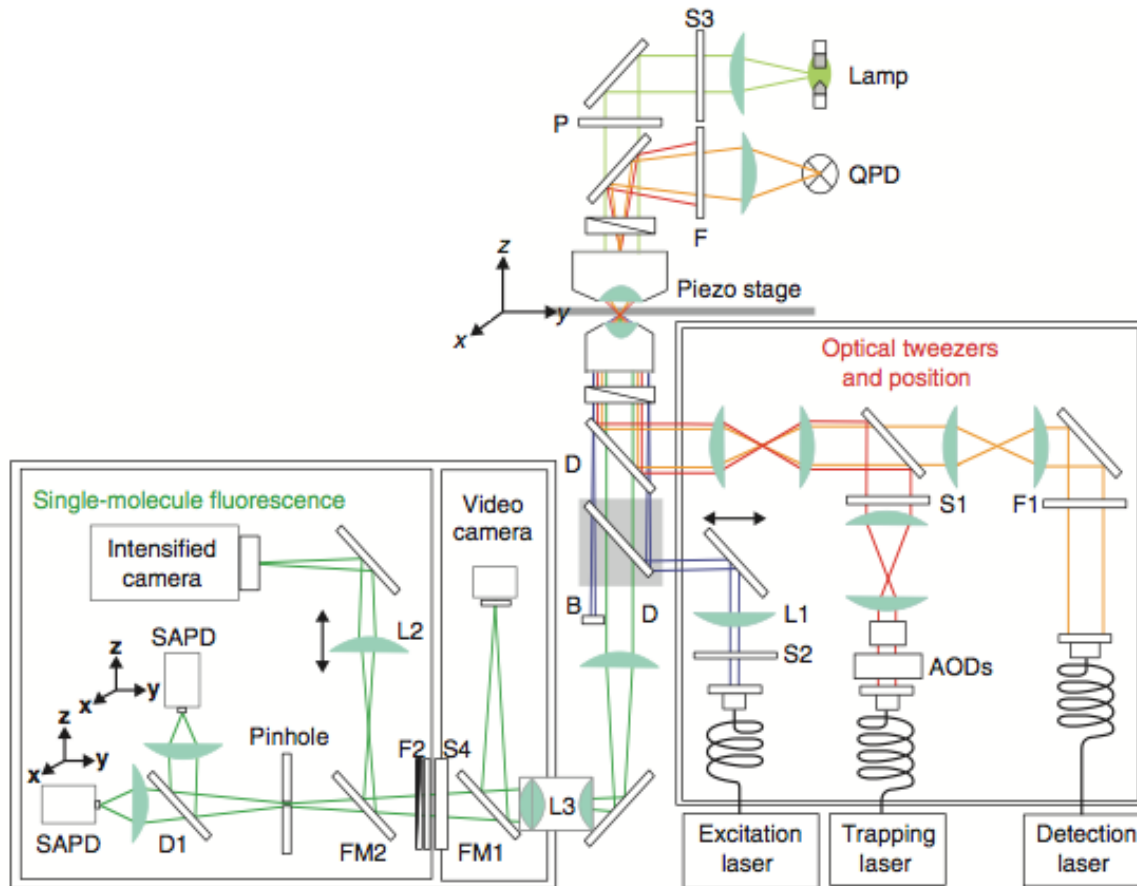 S3
Lamp
P
QPD
F
z
Piezo stage
y
x
Optical tweezers
and position
D
S1
F1
Single-molecule fluorescence
Video
camera
Intensified
camera
B
D
L1
L2
S2
SAPD
AODs
z
y
x
z
Pinhole
F2
S4
y
x
L3
SAPD
D1
FM2
FM1
Excitation
laser
Trapping
laser
Detection
laser